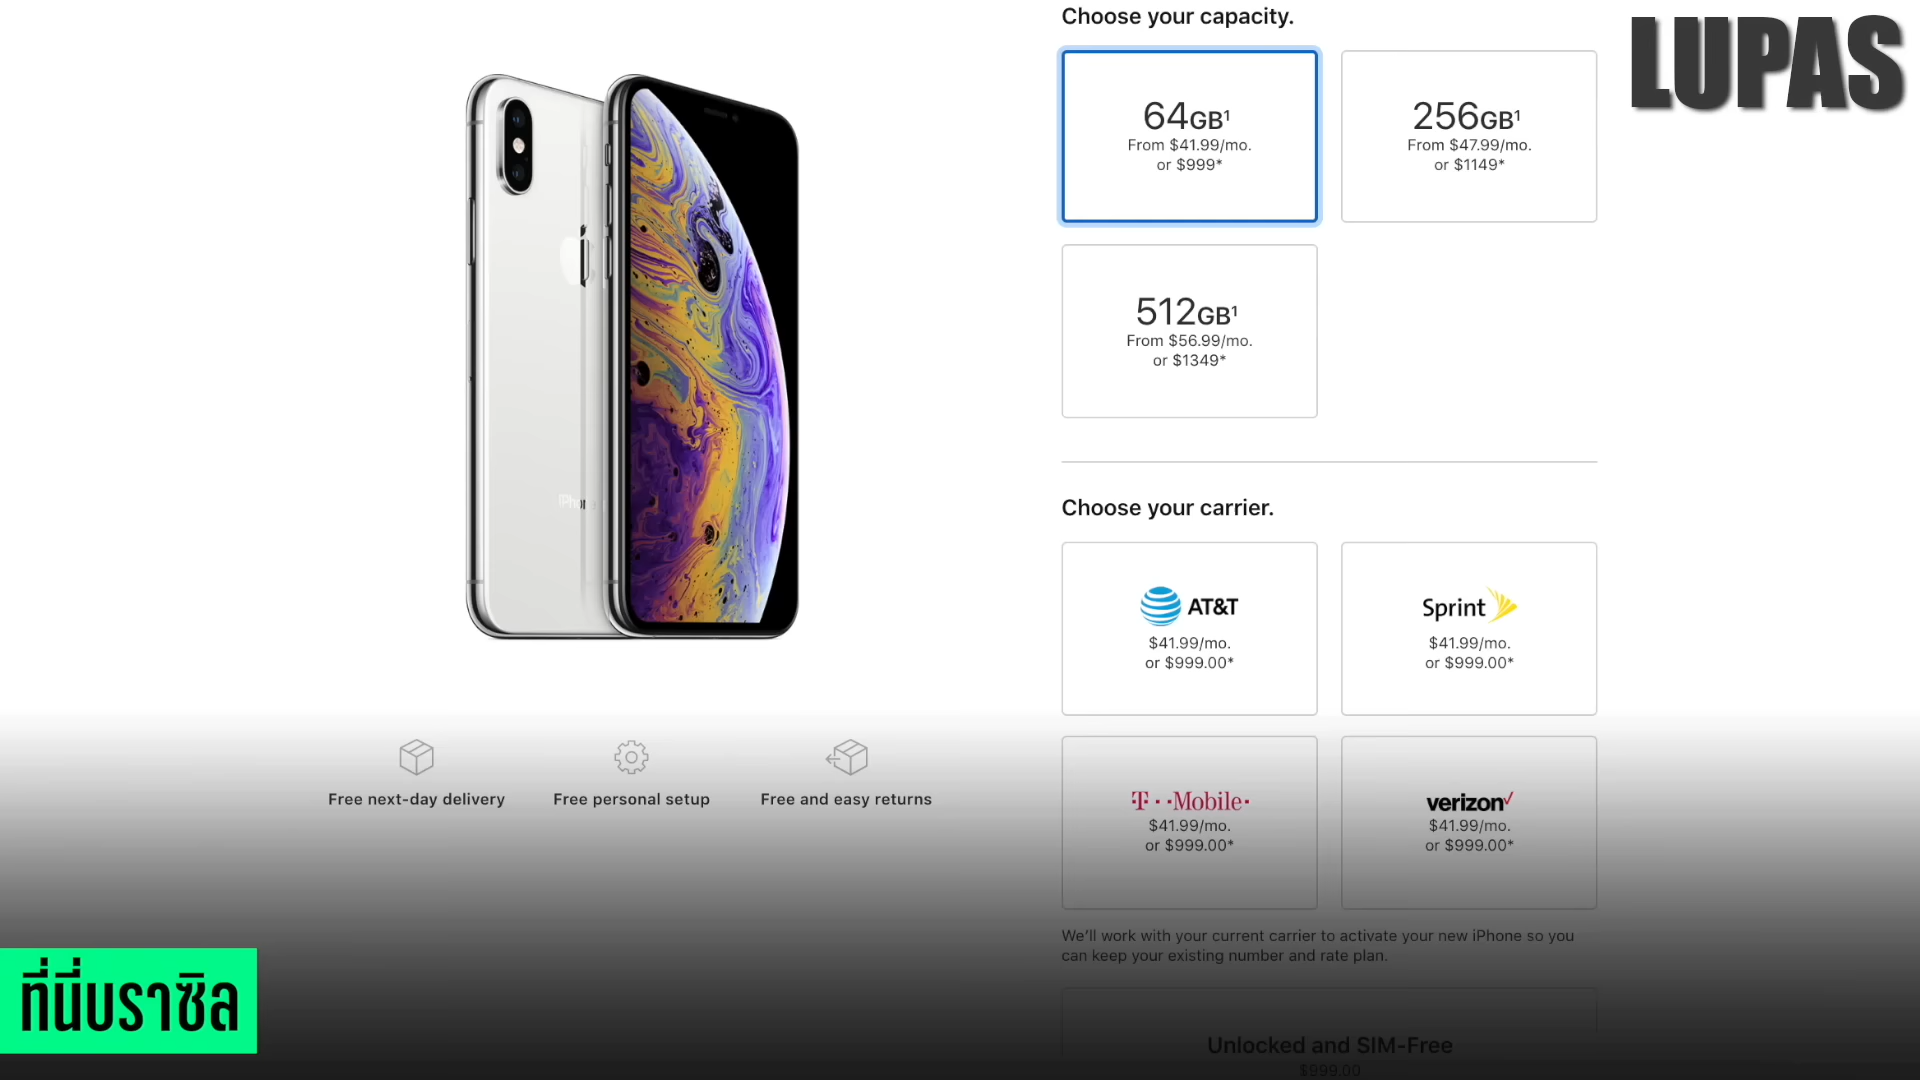 Choose your capacity.
LUPAS
64GB¹
From $41.99/mo.
or $999*
256GB¹
From $47.99/mo.
or $1149*
512GB¹
From $56.99/mo.
or $1349*
Choose your carrier.
AT&T
$41.99/mo.
or $999.00*
Sprint
$41.99/mo.
or $999.00*
T··Mobile·
$41.99/mo.
or $999.00*
verizon✓
$41.99/mo.
or $999.00*
Free next-day delivery
Free personal setup
Free and easy returns
We'll work with your current carrier to activate your new iPhone so you
can keep your existing number and rate plan.
Unlocked and SIM-Free
$999.00
ที่นี่บราซิล